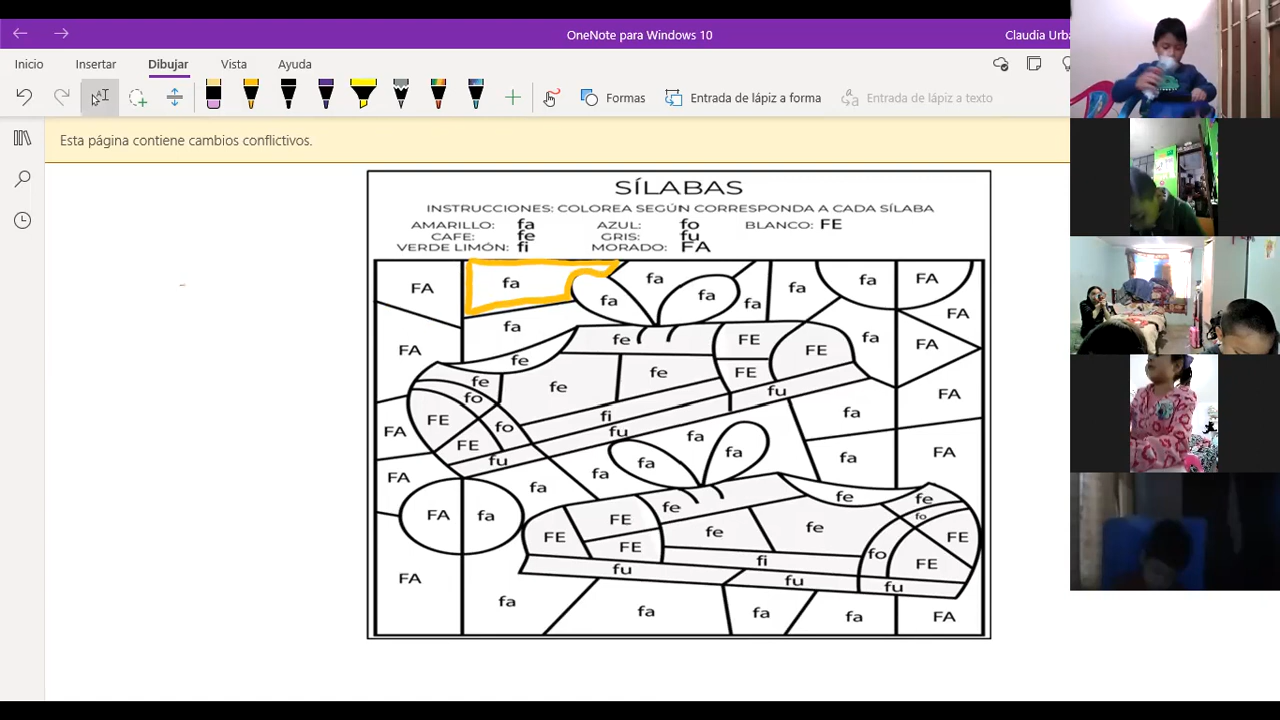 OneNote para Windows 10
Claudia Urba
Inicio Insertar Dibujar Vista Ayuda
Formas Entrada de lápiz a forma Entrada de lápiz a texto
Esta página contiene cambios conflictivos.
SÍLABAS
INSTRUCCIONES: COLOREA SEGÚN CORRESPONDA A CADA SÍLABA
AMARILLO: fa AZUL: fo BLANCO: FE
CAFE: fe GRIS: fu
VERDE LIMÓN: fi MORADO: FA
FA fa fa fa fa fa fa fa FA
fa FA
FA fe fe FE FE fa FA
fe fe fe FE fu FA
fo
FE fi fa
FA FE fo fu fa
fu fa fa fa FA
FA fa fa
FA fa fe fe fe
FE FE fe fe fo FE
FE fi fo FE
FA fu fu fu
fa fa fa fa FA